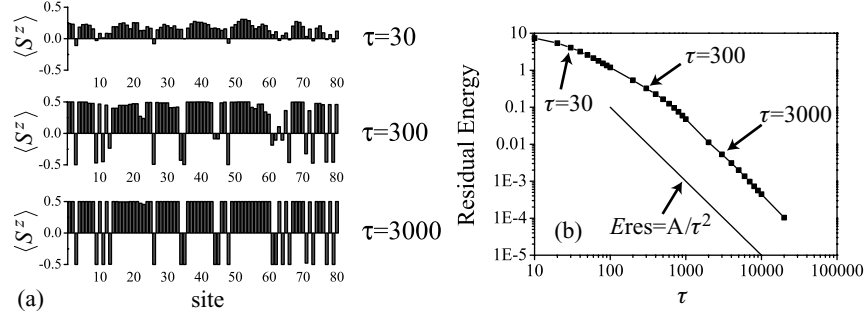 0.5
0.0
0.5
⟨S^z⟩
τ=30
10 20 30 40 50 60 70 80
0.5
0.0
0.5
⟨S^z⟩
τ=300
10 20 30 40 50 60 70 80
0.5
0.0
0.5
⟨S^z⟩
τ=3000
10 20 30 40 50 60 70 80
(a)
site
Residual Energy
10
1
0.1
0.01
1E-3
1E-4
1E-5
τ=30
τ=300
τ=3000
Eres=A/τ²
(b)
10 100 1000 10000 100000
τ